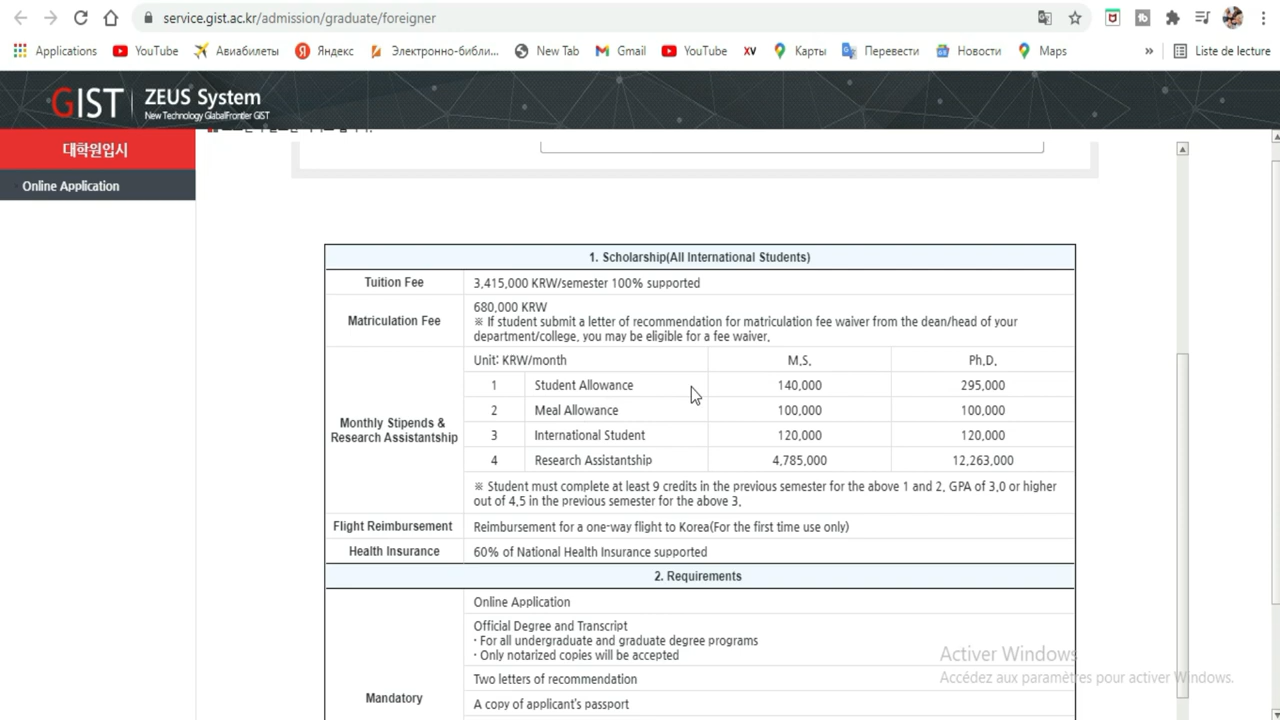 service.gist.ac.kr/admission/graduate/foreigner
Applications YouTube Авиабилеты Яндекс Электронно-библи... New Tab Gmail YouTube XV Карты Перевести Новости Maps » Liste de lecture
GIST ZEUS System
New Technology GlabalFrontier GIST
대학원입시
Online Application
1. Scholarship(All International Students)
Tuition Fee 3,415,000 KRW/semester 100% supported
Matriculation Fee 680,000 KRW
※ If student submit a letter of recommendation for matriculation fee waiver from the dean/head of your
department/college, you may be eligible for a fee waiver.
Monthly Stipends &
Research Assistantship
Unit: KRW/month M.S. Ph.D.
1 Student Allowance 140,000 295,000
2 Meal Allowance 100,000 100,000
3 International Student 120,000 120,000
4 Research Assistantship 4,785,000 12,263,000
※ Student must complete at least 9 credits in the previous semester for the above 1 and 2, GPA of 3.0 or higher
out of 4.5 in the previous semester for the above 3.
Flight Reimbursement Reimbursement for a one-way flight to Korea(For the first time use only)
Health Insurance 60% of National Health Insurance supported
2. Requirements
Mandatory
Online Application
Official Degree and Transcript
· For all undergraduate and graduate degree programs
· Only notarized copies will be accepted
Two letters of recommendation
A copy of applicant's passport
Activer Windows
Accédez aux paramètres pour activer Windows.